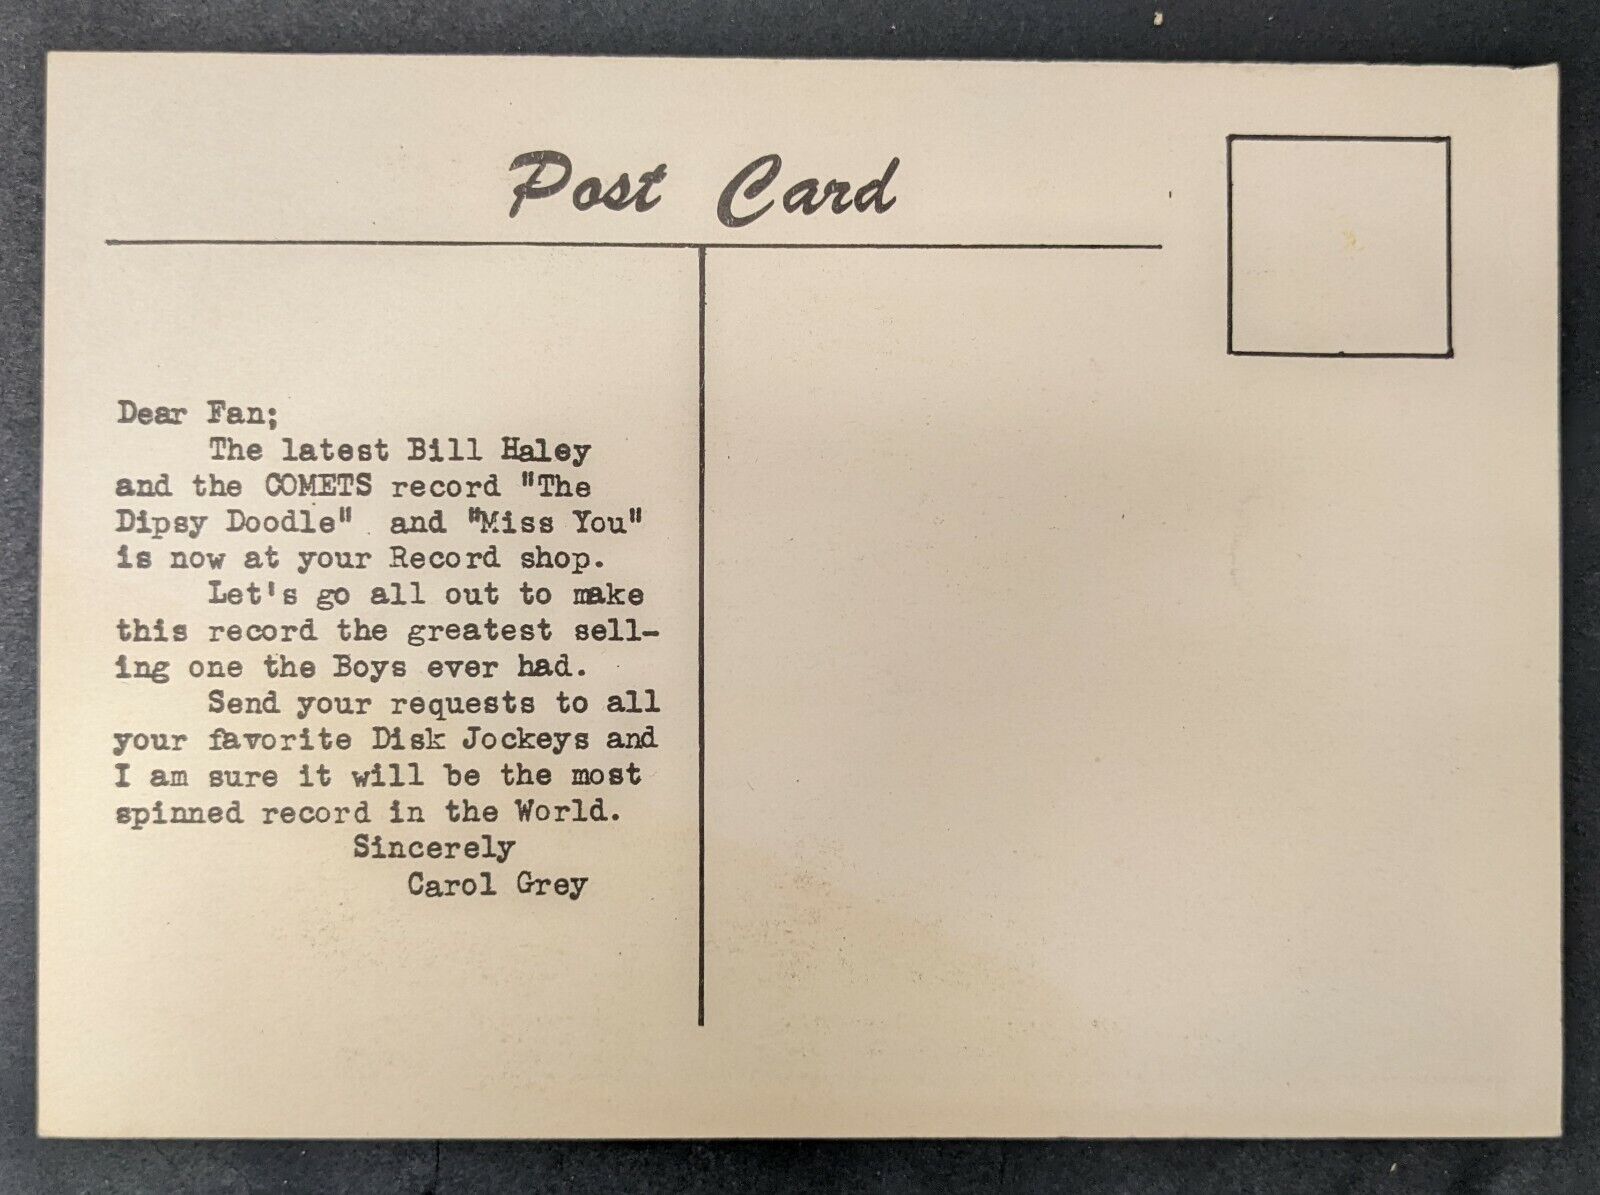 Post Card
Dear Fan;
The latest Bill Haley
and the COMETS record "The
Dipsy Doodle" and "Miss You"
is now at your Record shop.
Let's go all out to make
this record the greatest sell-
ing one the Boys ever had.
Send your requests to all
your favorite Disk Jockeys and
I am sure it will be the most
spinned record in the World.
Sincerely
Carol Grey